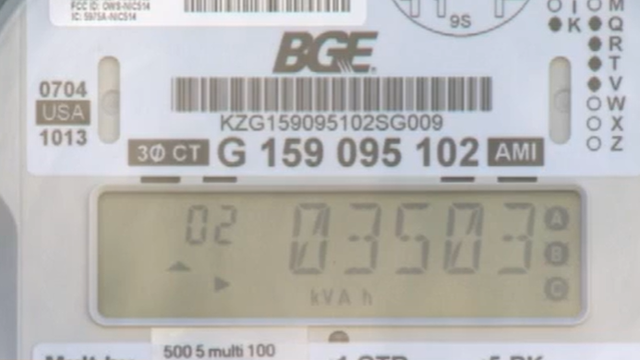 FCC ID: OWS-NIC514
IC: 5975A-NIC514
9S
I
K
M
Q
R
T
V
W
X
Z
BGE
0704
USA
1013
KZG159095102SG009
3Ø CT G 159 095 102 AMI
02 03503
A
B
C
kVA h
500 5 multi 100